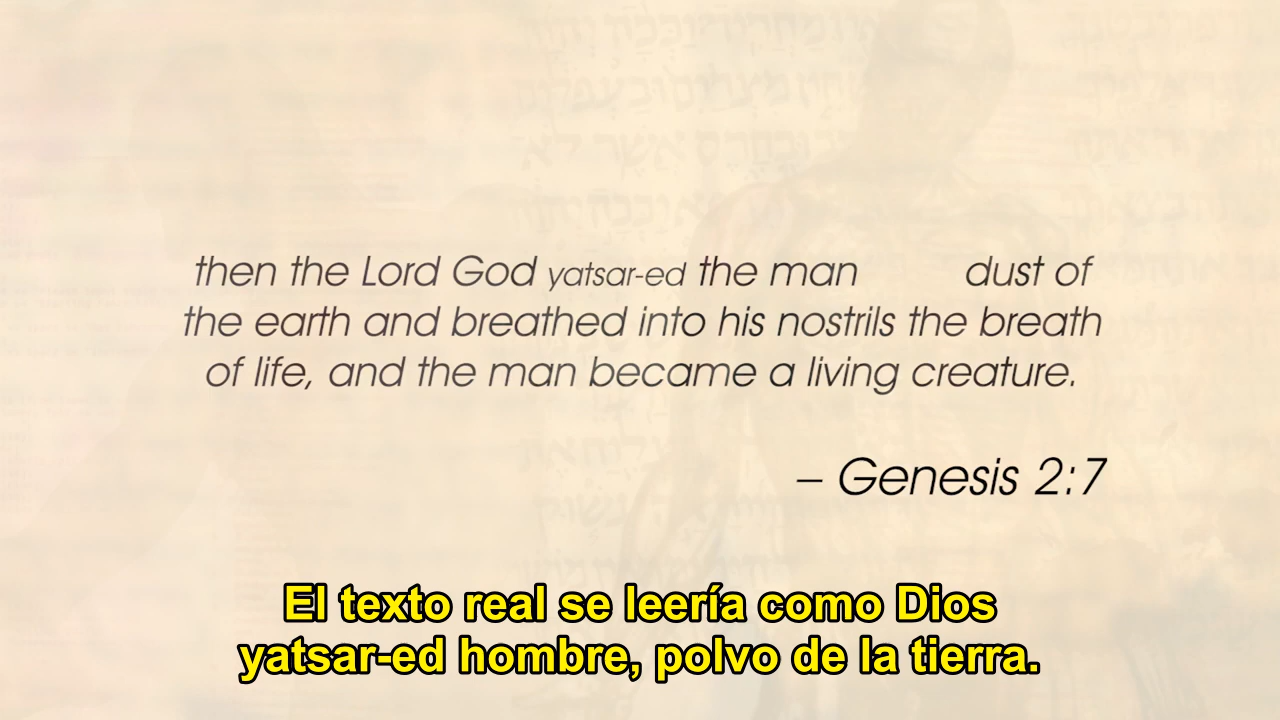 then the Lord God yatsar-ed the man dust of
the earth and breathed into his nostrils the breath
of life, and the man became a living creature.
– Genesis 2:7
El texto real se leería como Dios
yatsar-ed hombre, polvo de la tierra.